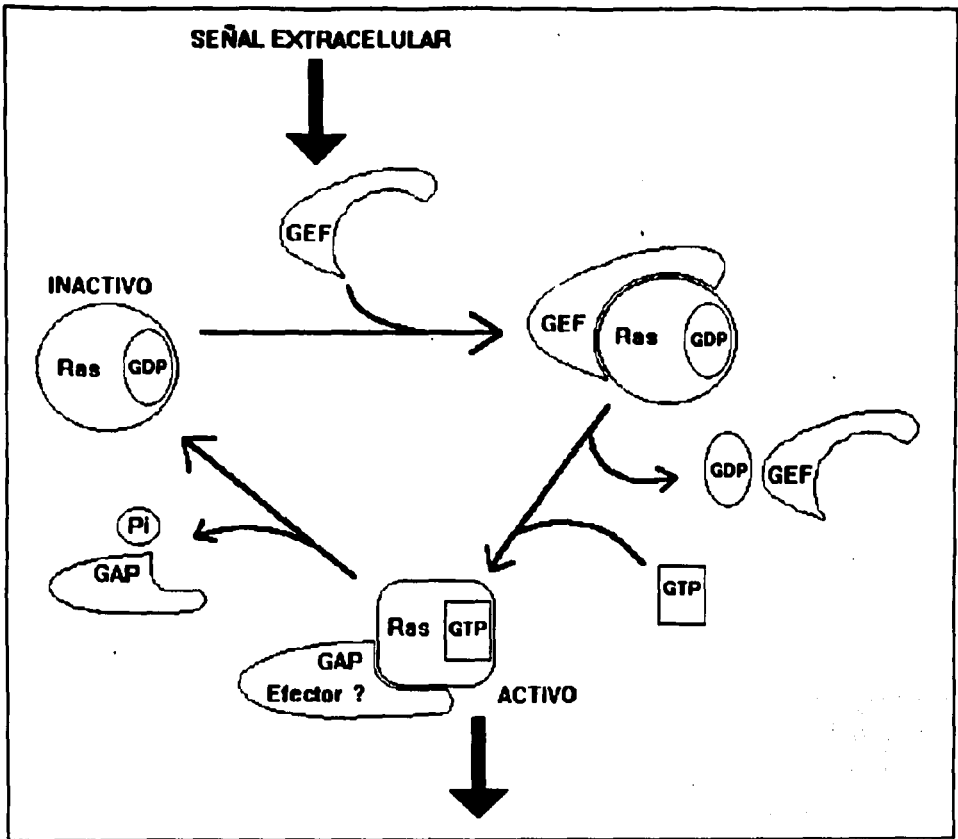 SEÑAL EXTRACELULAR
GEF
INACTIVO
Ras
GDP
GEF
Ras
GDP
GDP
GEF
Pi
GAP
GTP
Ras
GTP
GAP
Efector ?
ACTIVO